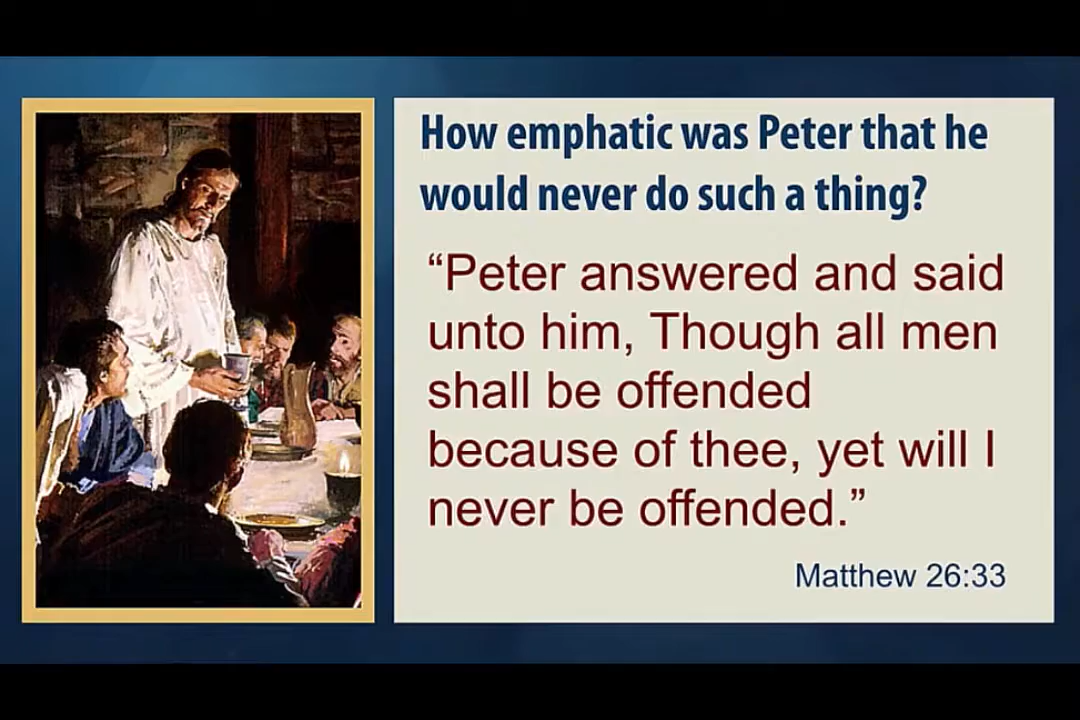 How emphatic was Peter that he
would never do such a thing?
“Peter answered and said
unto him, Though all men
shall be offended
because of thee, yet will I
never be offended.”
Matthew 26:33